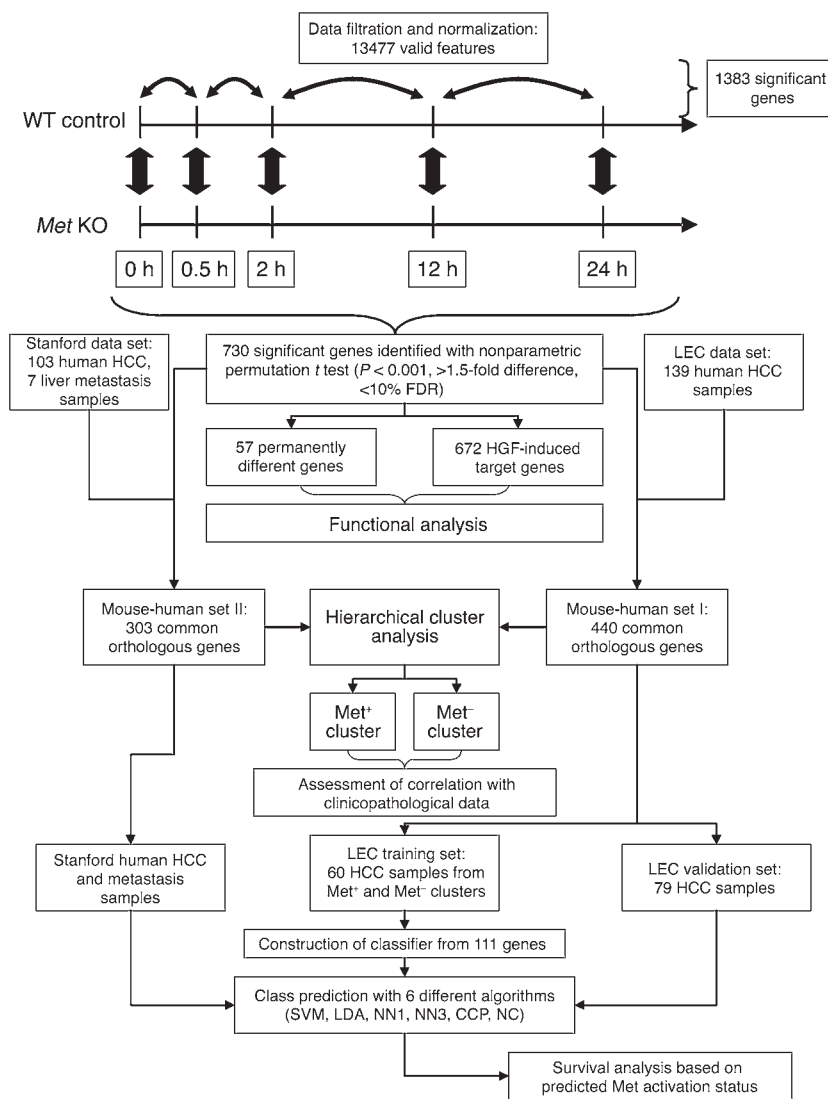 Data filtration and normalization:
13477 valid features
1383 significant
genes
WT control
Met KO
0 h
0.5 h
2 h
12 h
24 h
Stanford data set:
103 human HCC,
7 liver metastasis
samples
730 significant genes identified with nonparametric
permutation t test (P < 0.001, >1.5-fold difference,
<10% FDR)
LEC data set:
139 human HCC
samples
57 permanently
different genes
672 HGF-induced
target genes
Functional analysis
Mouse-human set II:
303 common
orthologous genes
Hierarchical cluster
analysis
Mouse-human set I:
440 common
orthologous genes
Met⁺
cluster
Met⁻
cluster
Assessment of correlation with
clinicopathological data
Stanford human HCC
and metastasis
samples
LEC training set:
60 HCC samples from
Met⁺ and Met⁻ clusters
LEC validation set:
79 HCC samples
Construction of classifier from 111 genes
Class prediction with 6 different algorithms
(SVM, LDA, NN1, NN3, CCP, NC)
Survival analysis based on
predicted Met activation status